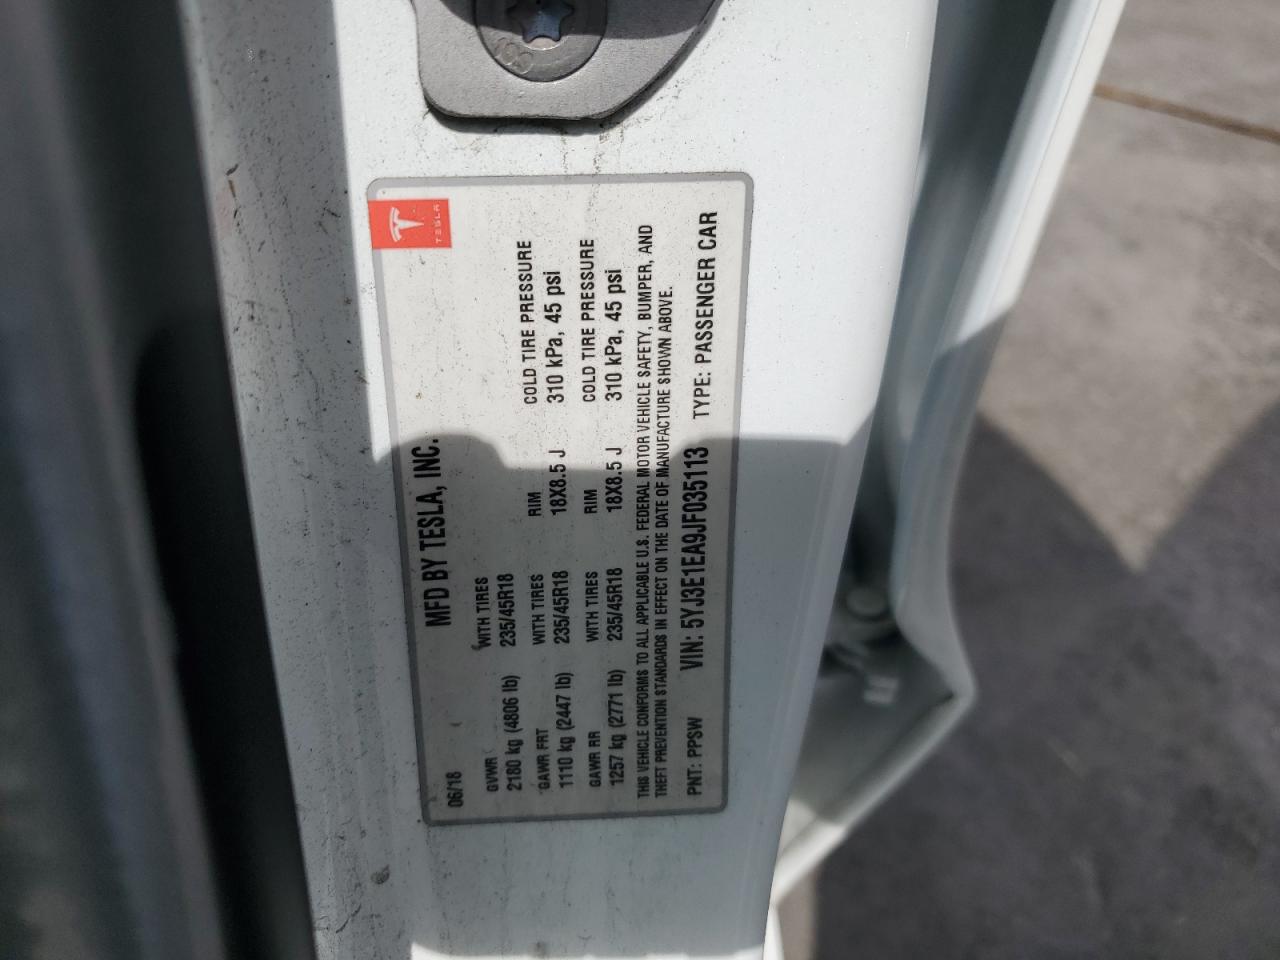 TESLA
MFD BY TESLA, INC.
06/18
GVWR WITH TIRES
2180 kg (4806 lb) 235/45R18
GAWR FRT WITH TIRES RIM COLD TIRE PRESSURE
1110 kg (2447 lb) 235/45R18 18X8.5 J 310 kPa, 45 psi
GAWR RR WITH TIRES RIM COLD TIRE PRESSURE
1257 kg (2771 lb) 235/45R18 18X8.5 J 310 kPa, 45 psi
THIS VEHICLE CONFORMS TO ALL APPLICABLE U.S. FEDERAL MOTOR VEHICLE SAFETY, BUMPER, AND
THEFT PREVENTION STANDARDS IN EFFECT ON THE DATE OF MANUFACTURE SHOWN ABOVE.
PNT: PPSW VIN: 5YJ3E1EA9JF035113 TYPE: PASSENGER CAR